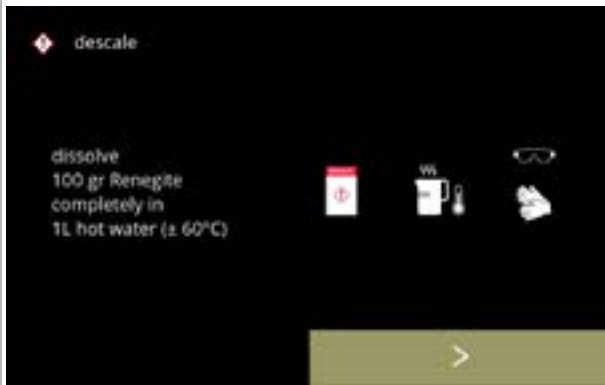 descale
dissolve
100 gr Renegite
completely in
1L hot water (± 60°C)
>